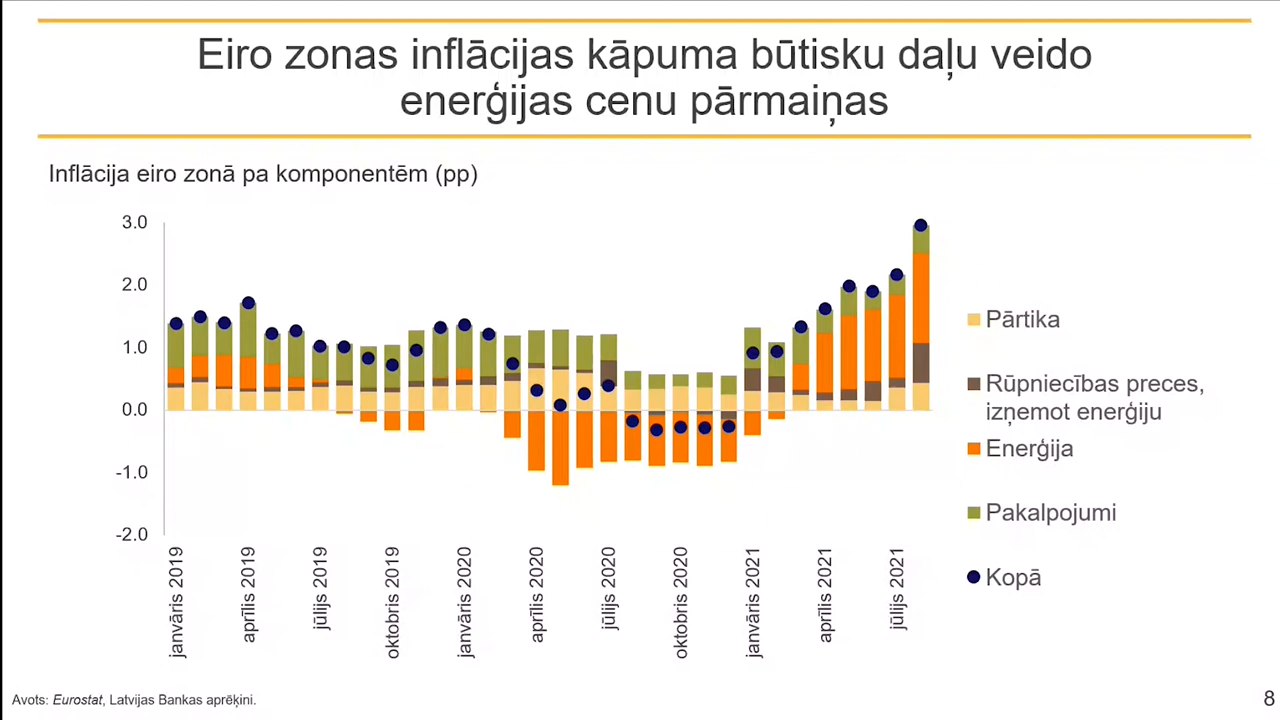 Eiro zonas inflācijas kāpuma būtisku daļu veido
enerģijas cenu pārmaiņas
Inflācija eiro zonā pa komponentēm (pp)
3.0
2.0
1.0
0.0
-1.0
-2.0
janvāris 2019
aprīlis 2019
jūlijs 2019
oktobris 2019
janvāris 2020
aprīlis 2020
jūlijs 2020
oktobris 2020
janvāris 2021
aprīlis 2021
jūlijs 2021
Pārtika
Rūpniecības preces,
izņemot enerģiju
Enerģija
Pakalpojumi
Kopā
Avots: Eurostat, Latvijas Bankas aprēķini.
8